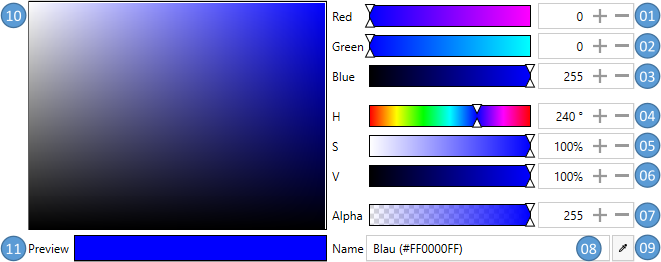 10
Red 0 01
Green 0 02
Blue 255 03
H 240 ° 04
S 100% 05
V 100% 06
Alpha 255 07
11 Preview Name Blau (#FF0000FF) 08 09